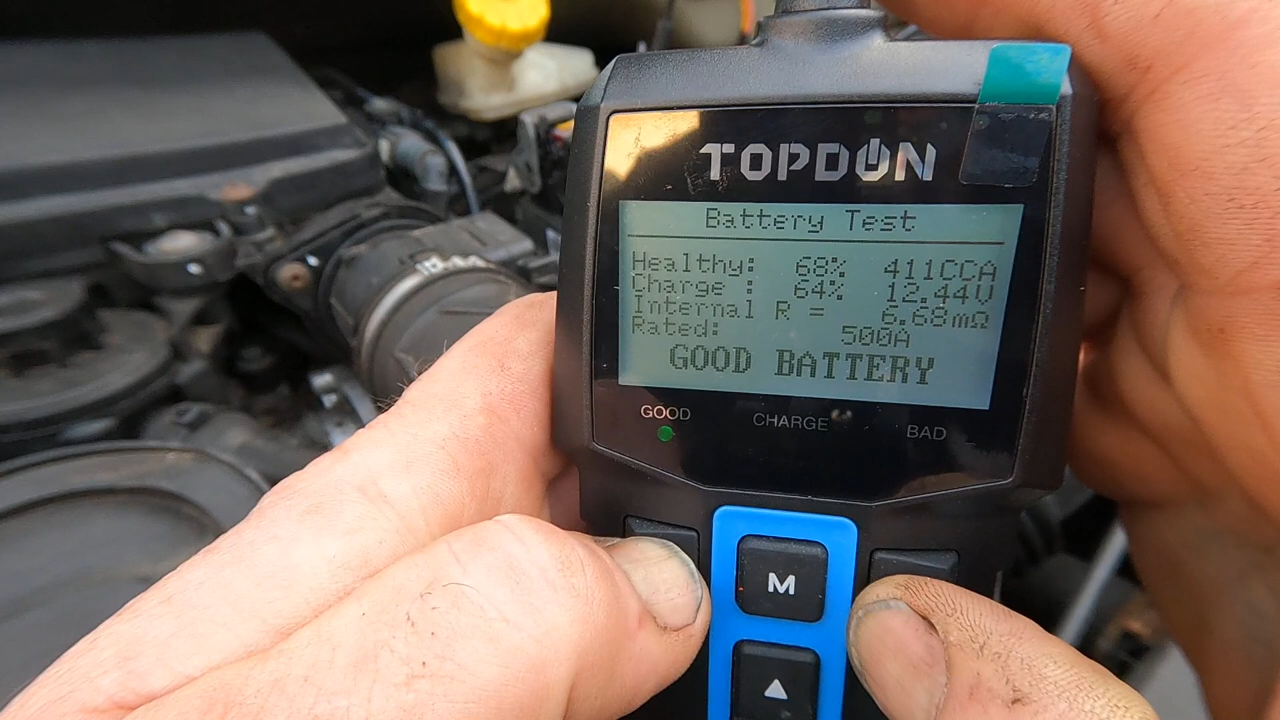 TOPDON
Battery Test
Healthy: 68% 411CCA
Charge : 64% 12.44V
Internal R = 6.68mΩ
Rated: 500A
GOOD BATTERY
GOOD CHARGE BAD
M